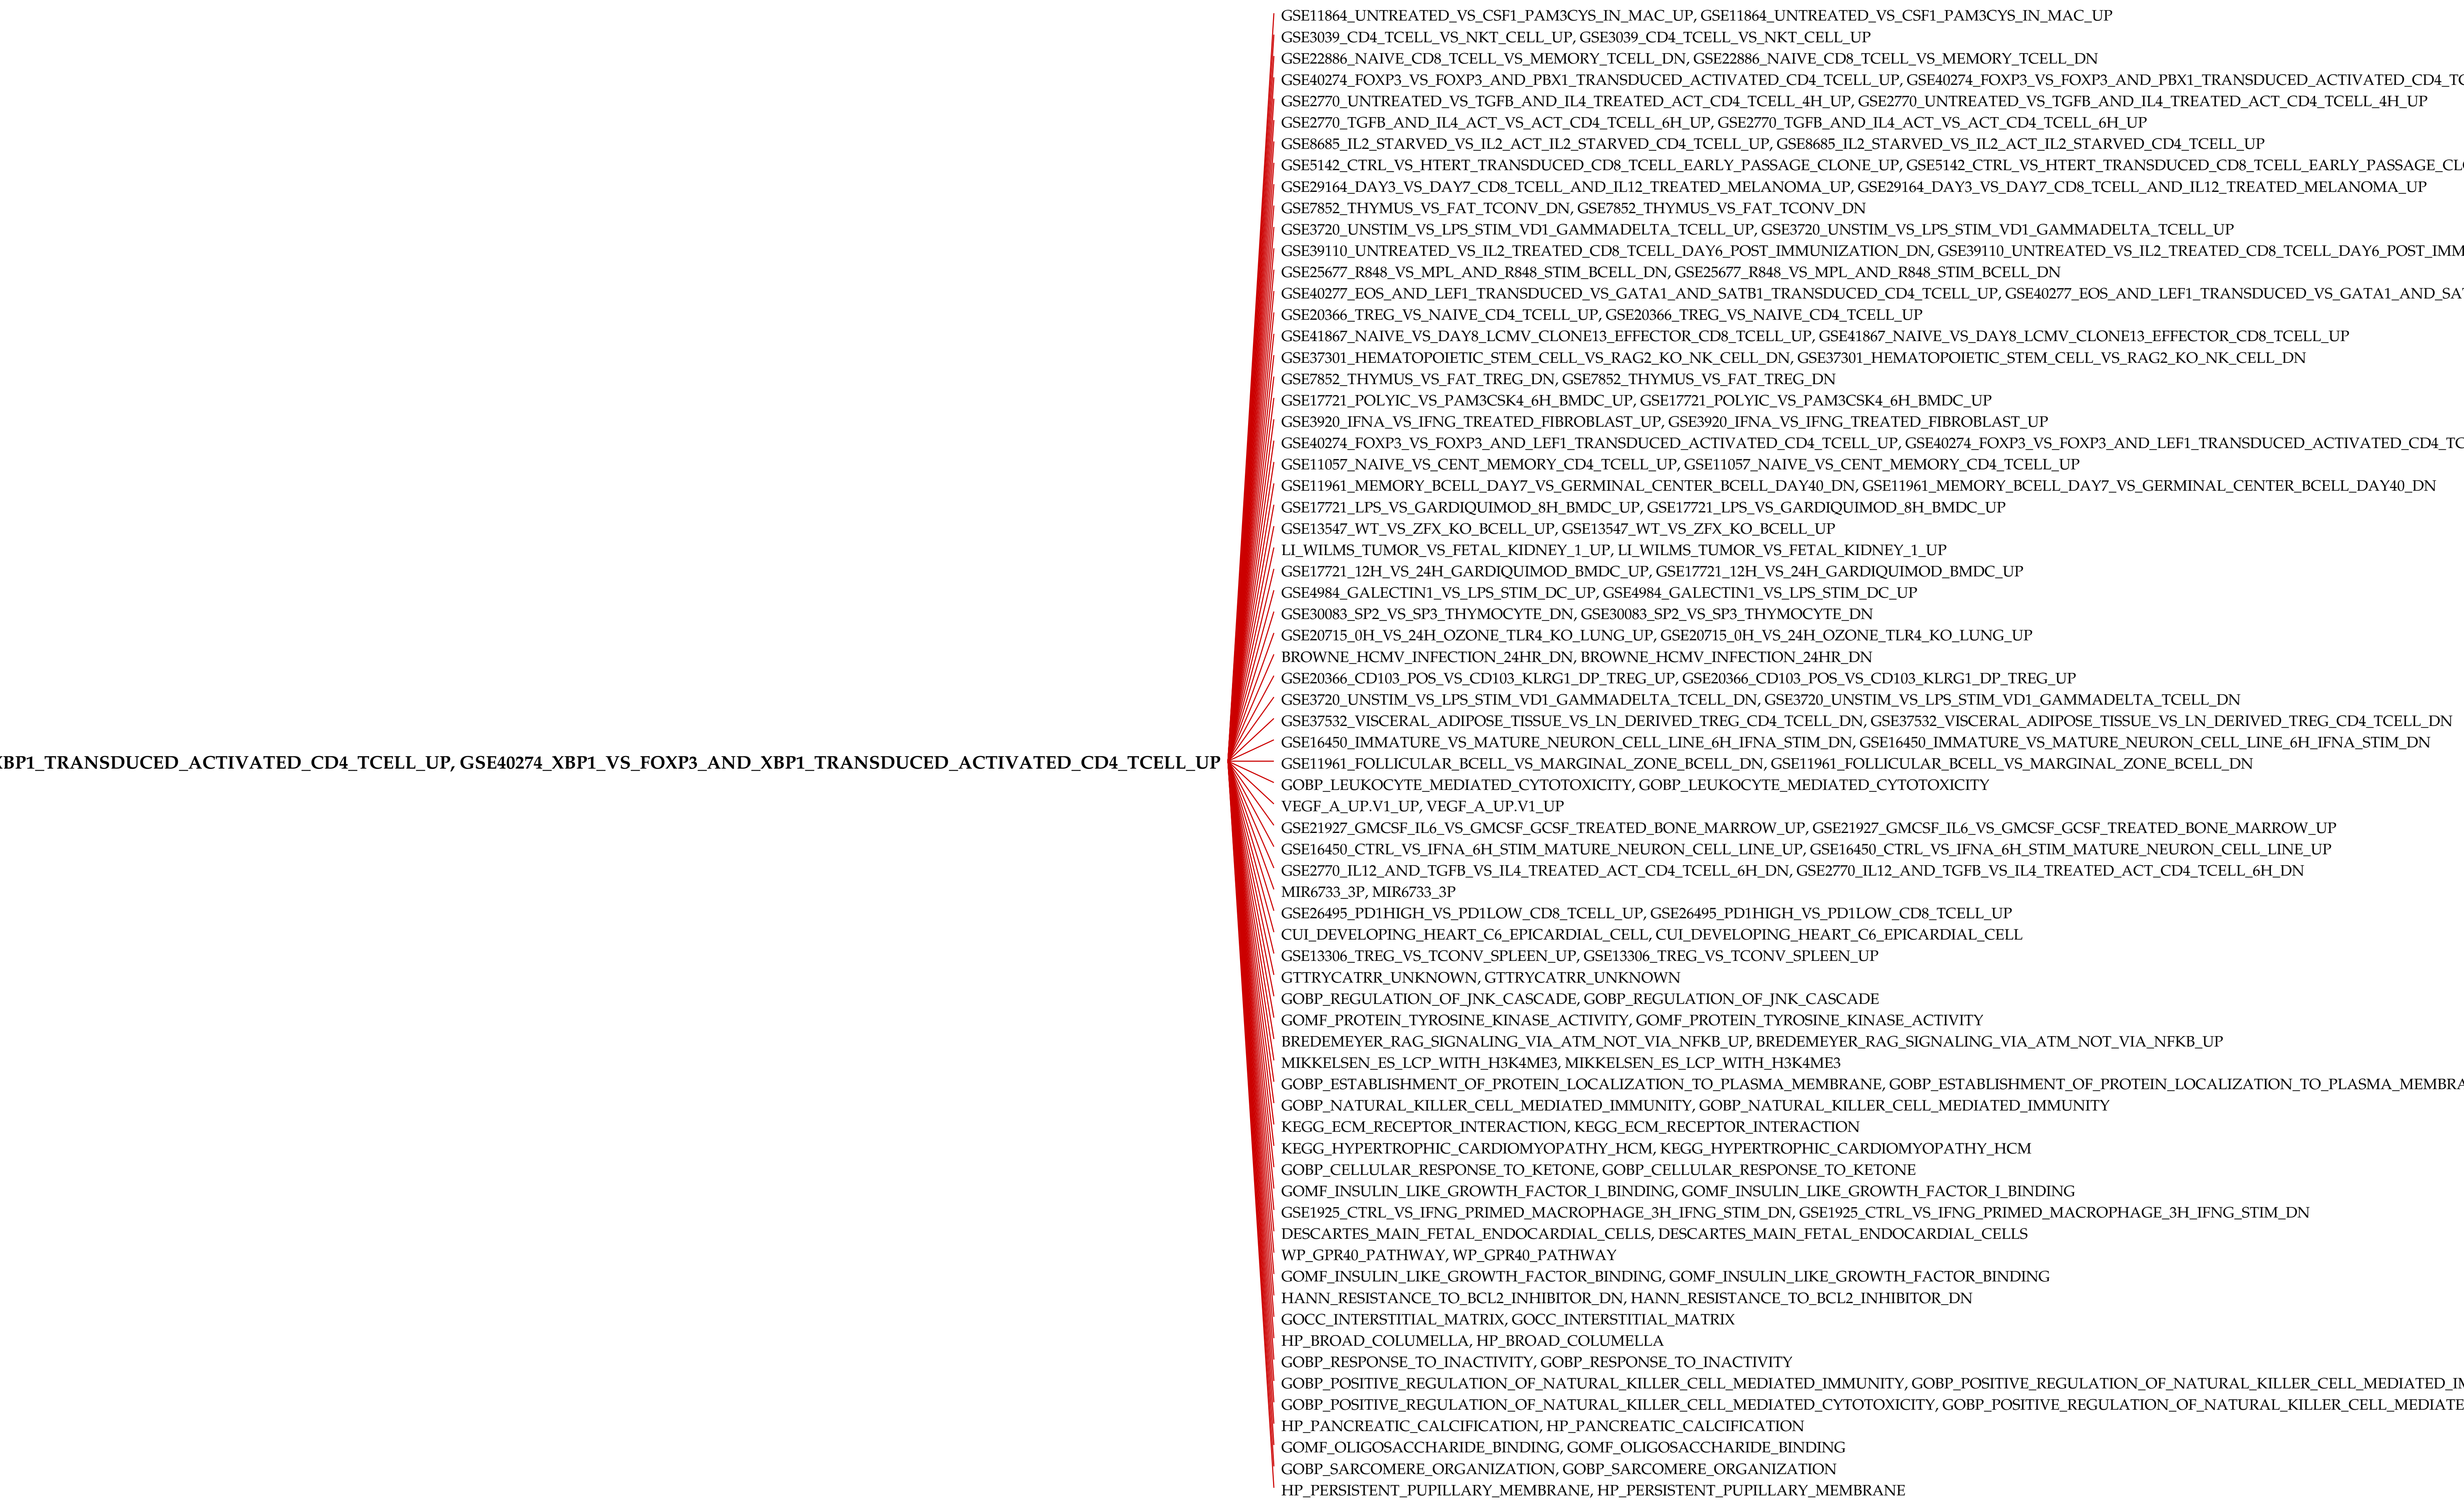 GSE11864_UNTREATED_VS_CSF1_PAM3CYS_IN_MAC_UP, GSE11864_UNTREATED_VS_CSF1_PAM3CYS_IN_MAC_UP
GSE3039_CD4_TCELL_VS_NKT_CELL_UP, GSE3039_CD4_TCELL_VS_NKT_CELL_UP
GSE22886_NAIVE_CD8_TCELL_VS_MEMORY_TCELL_DN, GSE22886_NAIVE_CD8_TCELL_VS_MEMORY_TCELL_DN
GSE40274_FOXP3_VS_FOXP3_AND_PBX1_TRANSDUCED_ACTIVATED_CD4_TCELL_UP, GSE40274_FOXP3_VS_FOXP3_AND_PBX1_TRANSDUCED_ACTIVATED_CD4_TC
GSE2770_UNTREATED_VS_TGFB_AND_IL4_TREATED_ACT_CD4_TCELL_4H_UP, GSE2770_UNTREATED_VS_TGFB_AND_IL4_TREATED_ACT_CD4_TCELL_4H_UP
GSE2770_TGFB_AND_IL4_ACT_VS_ACT_CD4_TCELL_6H_UP, GSE2770_TGFB_AND_IL4_ACT_VS_ACT_CD4_TCELL_6H_UP
GSE8685_IL2_STARVED_VS_IL2_ACT_IL2_STARVED_CD4_TCELL_UP, GSE8685_IL2_STARVED_VS_IL2_ACT_IL2_STARVED_CD4_TCELL_UP
GSE5142_CTRL_VS_HTERT_TRANSDUCED_CD8_TCELL_EARLY_PASSAGE_CLONE_UP, GSE5142_CTRL_VS_HTERT_TRANSDUCED_CD8_TCELL_EARLY_PASSAGE_CL
GSE29164_DAY3_VS_DAY7_CD8_TCELL_AND_IL12_TREATED_MELANOMA_UP, GSE29164_DAY3_VS_DAY7_CD8_TCELL_AND_IL12_TREATED_MELANOMA_UP
GSE7852_THYMUS_VS_FAT_TCONV_DN, GSE7852_THYMUS_VS_FAT_TCONV_DN
GSE3720_UNSTIM_VS_LPS_STIM_VD1_GAMMADELTA_TCELL_UP, GSE3720_UNSTIM_VS_LPS_STIM_VD1_GAMMADELTA_TCELL_UP
GSE39110_UNTREATED_VS_IL2_TREATED_CD8_TCELL_DAY6_POST_IMMUNIZATION_DN, GSE39110_UNTREATED_VS_IL2_TREATED_CD8_TCELL_DAY6_POST_IMM
GSE25677_R848_VS_MPL_AND_R848_STIM_BCELL_DN, GSE25677_R848_VS_MPL_AND_R848_STIM_BCELL_DN
GSE40277_EOS_AND_LEF1_TRANSDUCED_VS_GATA1_AND_SATB1_TRANSDUCED_CD4_TCELL_UP, GSE40277_EOS_AND_LEF1_TRANSDUCED_VS_GATA1_AND_SA
GSE20366_TREG_VS_NAIVE_CD4_TCELL_UP, GSE20366_TREG_VS_NAIVE_CD4_TCELL_UP
GSE41867_NAIVE_VS_DAY8_LCMV_CLONE13_EFFECTOR_CD8_TCELL_UP, GSE41867_NAIVE_VS_DAY8_LCMV_CLONE13_EFFECTOR_CD8_TCELL_UP
GSE37301_HEMATOPOIETIC_STEM_CELL_VS_RAG2_KO_NK_CELL_DN, GSE37301_HEMATOPOIETIC_STEM_CELL_VS_RAG2_KO_NK_CELL_DN
GSE7852_THYMUS_VS_FAT_TREG_DN, GSE7852_THYMUS_VS_FAT_TREG_DN
GSE17721_POLYIC_VS_PAM3CSK4_6H_BMDC_UP, GSE17721_POLYIC_VS_PAM3CSK4_6H_BMDC_UP
GSE3920_IFNA_VS_IFNG_TREATED_FIBROBLAST_UP, GSE3920_IFNA_VS_IFNG_TREATED_FIBROBLAST_UP
GSE40274_FOXP3_VS_FOXP3_AND_LEF1_TRANSDUCED_ACTIVATED_CD4_TCELL_UP, GSE40274_FOXP3_VS_FOXP3_AND_LEF1_TRANSDUCED_ACTIVATED_CD4_TC
GSE11057_NAIVE_VS_CENT_MEMORY_CD4_TCELL_UP, GSE11057_NAIVE_VS_CENT_MEMORY_CD4_TCELL_UP
GSE11961_MEMORY_BCELL_DAY7_VS_GERMINAL_CENTER_BCELL_DAY40_DN, GSE11961_MEMORY_BCELL_DAY7_VS_GERMINAL_CENTER_BCELL_DAY40_DN
GSE17721_LPS_VS_GARDIQUIMOD_8H_BMDC_UP, GSE17721_LPS_VS_GARDIQUIMOD_8H_BMDC_UP
GSE13547_WT_VS_ZFX_KO_BCELL_UP, GSE13547_WT_VS_ZFX_KO_BCELL_UP
LI_WILMS_TUMOR_VS_FETAL_KIDNEY_1_UP, LI_WILMS_TUMOR_VS_FETAL_KIDNEY_1_UP
GSE17721_12H_VS_24H_GARDIQUIMOD_BMDC_UP, GSE17721_12H_VS_24H_GARDIQUIMOD_BMDC_UP
GSE4984_GALECTIN1_VS_LPS_STIM_DC_UP, GSE4984_GALECTIN1_VS_LPS_STIM_DC_UP
GSE30083_SP2_VS_SP3_THYMOCYTE_DN, GSE30083_SP2_VS_SP3_THYMOCYTE_DN
GSE20715_0H_VS_24H_OZONE_TLR4_KO_LUNG_UP, GSE20715_0H_VS_24H_OZONE_TLR4_KO_LUNG_UP
BROWNE_HCMV_INFECTION_24HR_DN, BROWNE_HCMV_INFECTION_24HR_DN
GSE20366_CD103_POS_VS_CD103_KLRG1_DP_TREG_UP, GSE20366_CD103_POS_VS_CD103_KLRG1_DP_TREG_UP
GSE3720_UNSTIM_VS_LPS_STIM_VD1_GAMMADELTA_TCELL_DN, GSE3720_UNSTIM_VS_LPS_STIM_VD1_GAMMADELTA_TCELL_DN
GSE37532_VISCERAL_ADIPOSE_TISSUE_VS_LN_DERIVED_TREG_CD4_TCELL_DN, GSE37532_VISCERAL_ADIPOSE_TISSUE_VS_LN_DERIVED_TREG_CD4_TCELL_DN
GSE16450_IMMATURE_VS_MATURE_NEURON_CELL_LINE_6H_IFNA_STIM_DN, GSE16450_IMMATURE_VS_MATURE_NEURON_CELL_LINE_6H_IFNA_STIM_DN
XBP1_TRANSDUCED_ACTIVATED_CD4_TCELL_UP, GSE40274_XBP1_VS_FOXP3_AND_XBP1_TRANSDUCED_ACTIVATED_CD4_TCELL_UP
GSE11961_FOLLICULAR_BCELL_VS_MARGINAL_ZONE_BCELL_DN, GSE11961_FOLLICULAR_BCELL_VS_MARGINAL_ZONE_BCELL_DN
GOBP_LEUKOCYTE_MEDIATED_CYTOTOXICITY, GOBP_LEUKOCYTE_MEDIATED_CYTOTOXICITY
VEGF_A_UP.V1_UP, VEGF_A_UP.V1_UP
GSE21927_GMCSF_IL6_VS_GMCSF_GCSF_TREATED_BONE_MARROW_UP, GSE21927_GMCSF_IL6_VS_GMCSF_GCSF_TREATED_BONE_MARROW_UP
GSE16450_CTRL_VS_IFNA_6H_STIM_MATURE_NEURON_CELL_LINE_UP, GSE16450_CTRL_VS_IFNA_6H_STIM_MATURE_NEURON_CELL_LINE_UP
GSE2770_IL12_AND_TGFB_VS_IL4_TREATED_ACT_CD4_TCELL_6H_DN, GSE2770_IL12_AND_TGFB_VS_IL4_TREATED_ACT_CD4_TCELL_6H_DN
MIR6733_3P, MIR6733_3P
GSE26495_PD1HIGH_VS_PD1LOW_CD8_TCELL_UP, GSE26495_PD1HIGH_VS_PD1LOW_CD8_TCELL_UP
CUI_DEVELOPING_HEART_C6_EPICARDIAL_CELL, CUI_DEVELOPING_HEART_C6_EPICARDIAL_CELL
GSE13306_TREG_VS_TCONV_SPLEEN_UP, GSE13306_TREG_VS_TCONV_SPLEEN_UP
GTTRYCATRR_UNKNOWN, GTTRYCATRR_UNKNOWN
GOBP_REGULATION_OF_JNK_CASCADE, GOBP_REGULATION_OF_JNK_CASCADE
GOMF_PROTEIN_TYROSINE_KINASE_ACTIVITY, GOMF_PROTEIN_TYROSINE_KINASE_ACTIVITY
BREDEMEYER_RAG_SIGNALING_VIA_ATM_NOT_VIA_NFKB_UP, BREDEMEYER_RAG_SIGNALING_VIA_ATM_NOT_VIA_NFKB_UP
MIKKELSEN_ES_LCP_WITH_H3K4ME3, MIKKELSEN_ES_LCP_WITH_H3K4ME3
GOBP_ESTABLISHMENT_OF_PROTEIN_LOCALIZATION_TO_PLASMA_MEMBRANE, GOBP_ESTABLISHMENT_OF_PROTEIN_LOCALIZATION_TO_PLASMA_MEMBRA
GOBP_NATURAL_KILLER_CELL_MEDIATED_IMMUNITY, GOBP_NATURAL_KILLER_CELL_MEDIATED_IMMUNITY
KEGG_ECM_RECEPTOR_INTERACTION, KEGG_ECM_RECEPTOR_INTERACTION
KEGG_HYPERTROPHIC_CARDIOMYOPATHY_HCM, KEGG_HYPERTROPHIC_CARDIOMYOPATHY_HCM
GOBP_CELLULAR_RESPONSE_TO_KETONE, GOBP_CELLULAR_RESPONSE_TO_KETONE
GOMF_INSULIN_LIKE_GROWTH_FACTOR_I_BINDING, GOMF_INSULIN_LIKE_GROWTH_FACTOR_I_BINDING
GSE1925_CTRL_VS_IFNG_PRIMED_MACROPHAGE_3H_IFNG_STIM_DN, GSE1925_CTRL_VS_IFNG_PRIMED_MACROPHAGE_3H_IFNG_STIM_DN
DESCARTES_MAIN_FETAL_ENDOCARDIAL_CELLS, DESCARTES_MAIN_FETAL_ENDOCARDIAL_CELLS
WP_GPR40_PATHWAY, WP_GPR40_PATHWAY
GOMF_INSULIN_LIKE_GROWTH_FACTOR_BINDING, GOMF_INSULIN_LIKE_GROWTH_FACTOR_BINDING
HANN_RESISTANCE_TO_BCL2_INHIBITOR_DN, HANN_RESISTANCE_TO_BCL2_INHIBITOR_DN
GOCC_INTERSTITIAL_MATRIX, GOCC_INTERSTITIAL_MATRIX
HP_BROAD_COLUMELLA, HP_BROAD_COLUMELLA
GOBP_RESPONSE_TO_INACTIVITY, GOBP_RESPONSE_TO_INACTIVITY
GOBP_POSITIVE_REGULATION_OF_NATURAL_KILLER_CELL_MEDIATED_IMMUNITY, GOBP_POSITIVE_REGULATION_OF_NATURAL_KILLER_CELL_MEDIATED_IM
GOBP_POSITIVE_REGULATION_OF_NATURAL_KILLER_CELL_MEDIATED_CYTOTOXICITY, GOBP_POSITIVE_REGULATION_OF_NATURAL_KILLER_CELL_MEDIATE
HP_PANCREATIC_CALCIFICATION, HP_PANCREATIC_CALCIFICATION
GOMF_OLIGOSACCHARIDE_BINDING, GOMF_OLIGOSACCHARIDE_BINDING
GOBP_SARCOMERE_ORGANIZATION, GOBP_SARCOMERE_ORGANIZATION
HP_PERSISTENT_PUPILLARY_MEMBRANE, HP_PERSISTENT_PUPILLARY_MEMBRANE